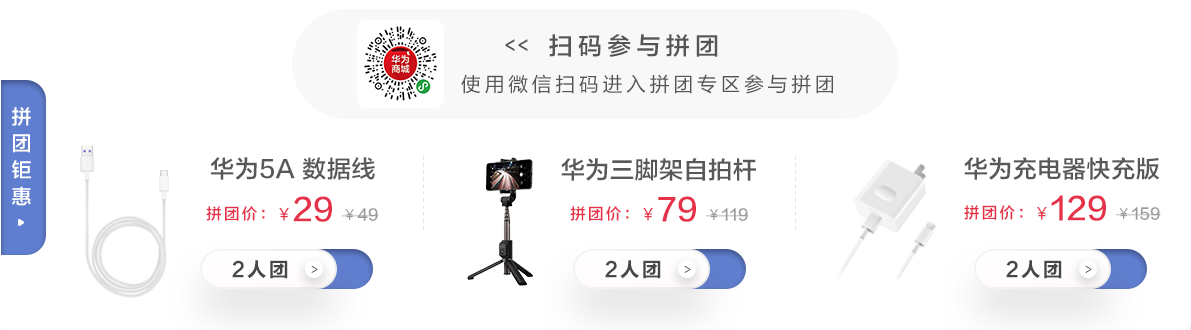 << 扫码参与拼团
华为
商城
使用微信扫码进入拼团专区参与拼团
拼团钜惠
华为5A 数据线
拼团价：￥29 ￥49
2人团 >
华为三脚架自拍杆
拼团价：￥79 ￥119
2人团 >
华为充电器快充版
拼团价：￥129 ￥159
2人团 >